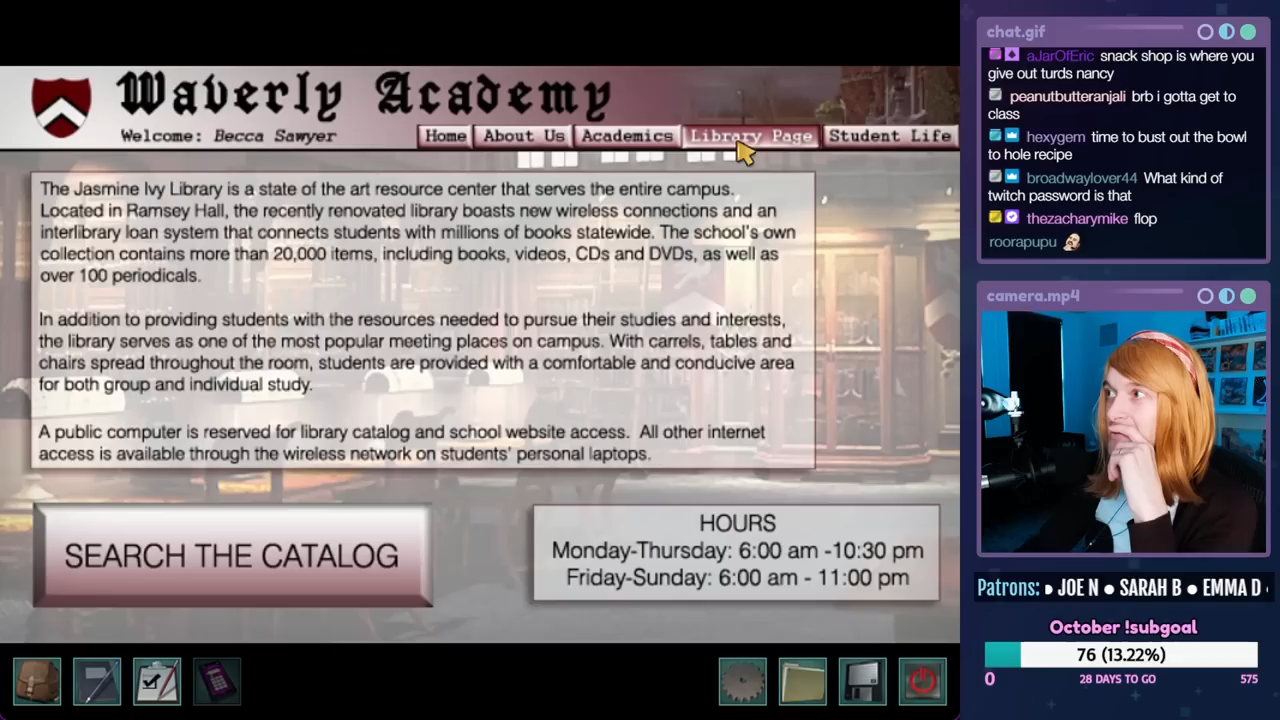 Waverly Academy
Welcome: Becca Sawyer
Home
About Us
Academics
Library Page
Student Life
The Jasmine Ivy Library is a state of the art resource center that serves the entire campus.
Located in Ramsey Hall, the recently renovated library boasts new wireless connections and an
interlibrary loan system that connects students with millions of books statewide. The school's own
collection contains more than 20,000 items, including books, videos, CDs and DVDs, as well as
over 100 periodicals.
In addition to providing students with the resources needed to pursue their studies and interests,
the library serves as one of the most popular meeting places on campus. With carrels, tables and
chairs spread throughout the room, students are provided with a comfortable and conducive area
for both group and individual study.
A public computer is reserved for library catalog and school website access. All other internet
access is available through the wireless network on students' personal laptops.
SEARCH THE CATALOG
HOURS
Monday-Thursday: 6:00 am -10:30 pm
Friday-Sunday: 6:00 am - 11:00 pm
chat.gif
aJarOfEric snack shop is where you
give out turds nancy
peanutbutteranjali brb i gotta get to
class
hexygem time to bust out the bowl
to hole recipe
broadwaylover44 What kind of
twitch password is that
thezacharymike flop
roorapupu
camera.mp4
Patrons: JOE N • SARAH B • EMMA D
October !subgoal
76 (13.22%)
0
28 DAYS TO GO
575